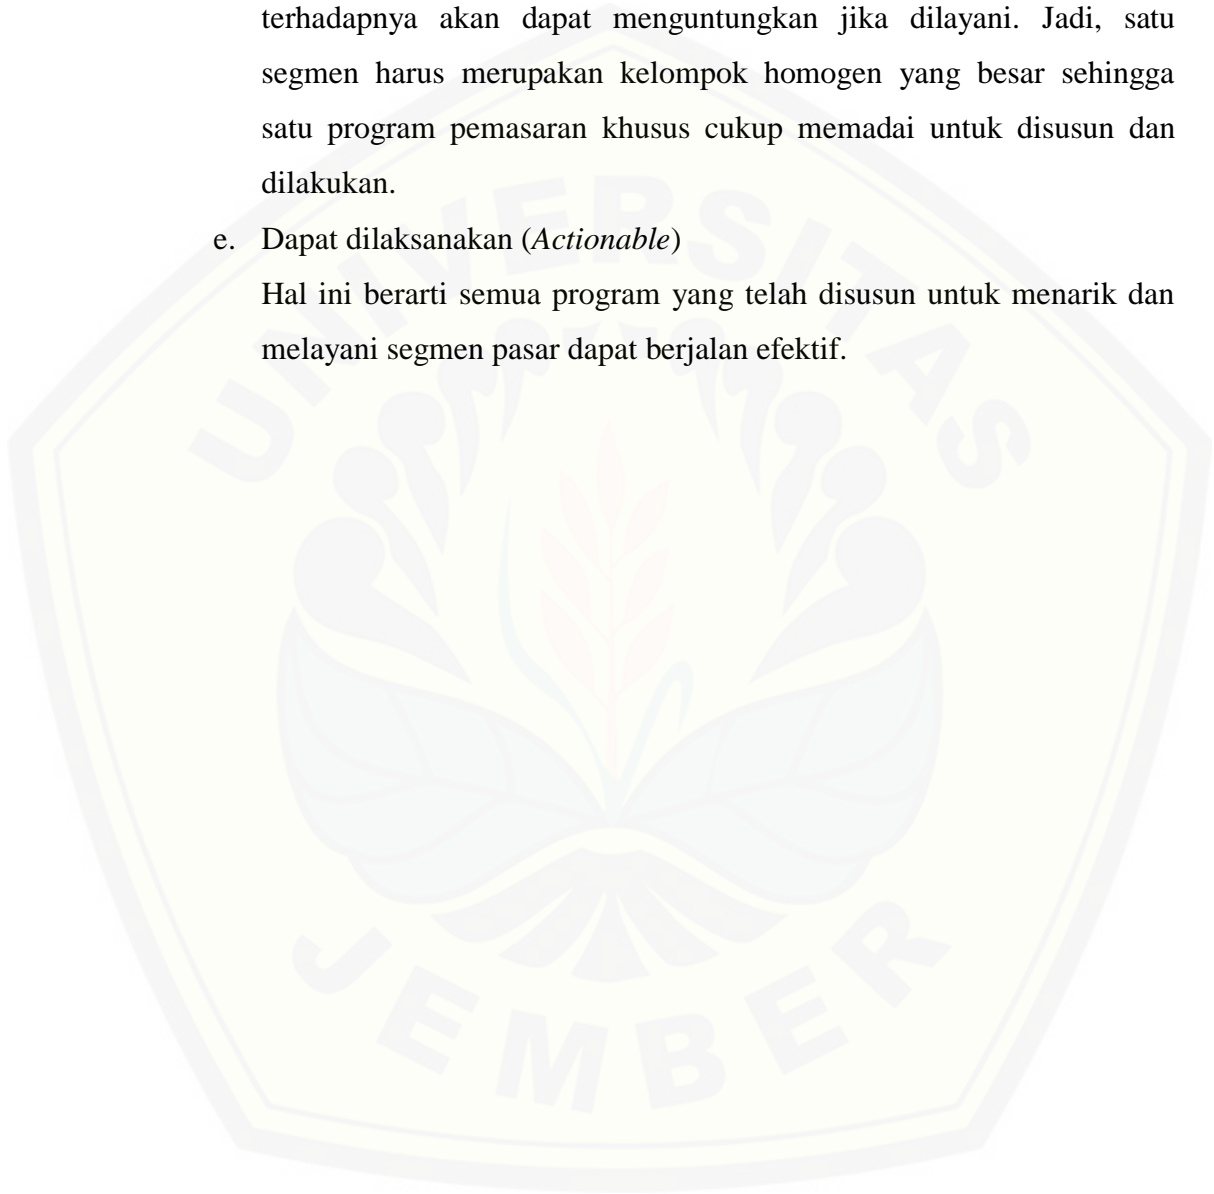 terhadapnya akan dapat menguntungkan jika dilayani. Jadi, satu
segmen harus merupakan kelompok homogen yang besar sehingga
satu program pemasaran khusus cukup memadai untuk disusun dan
dilakukan.
e. Dapat dilaksanakan (Actionable)
Hal ini berarti semua program yang telah disusun untuk menarik dan
melayani segmen pasar dapat berjalan efektif.
UNIVERSITAS
JEMBER